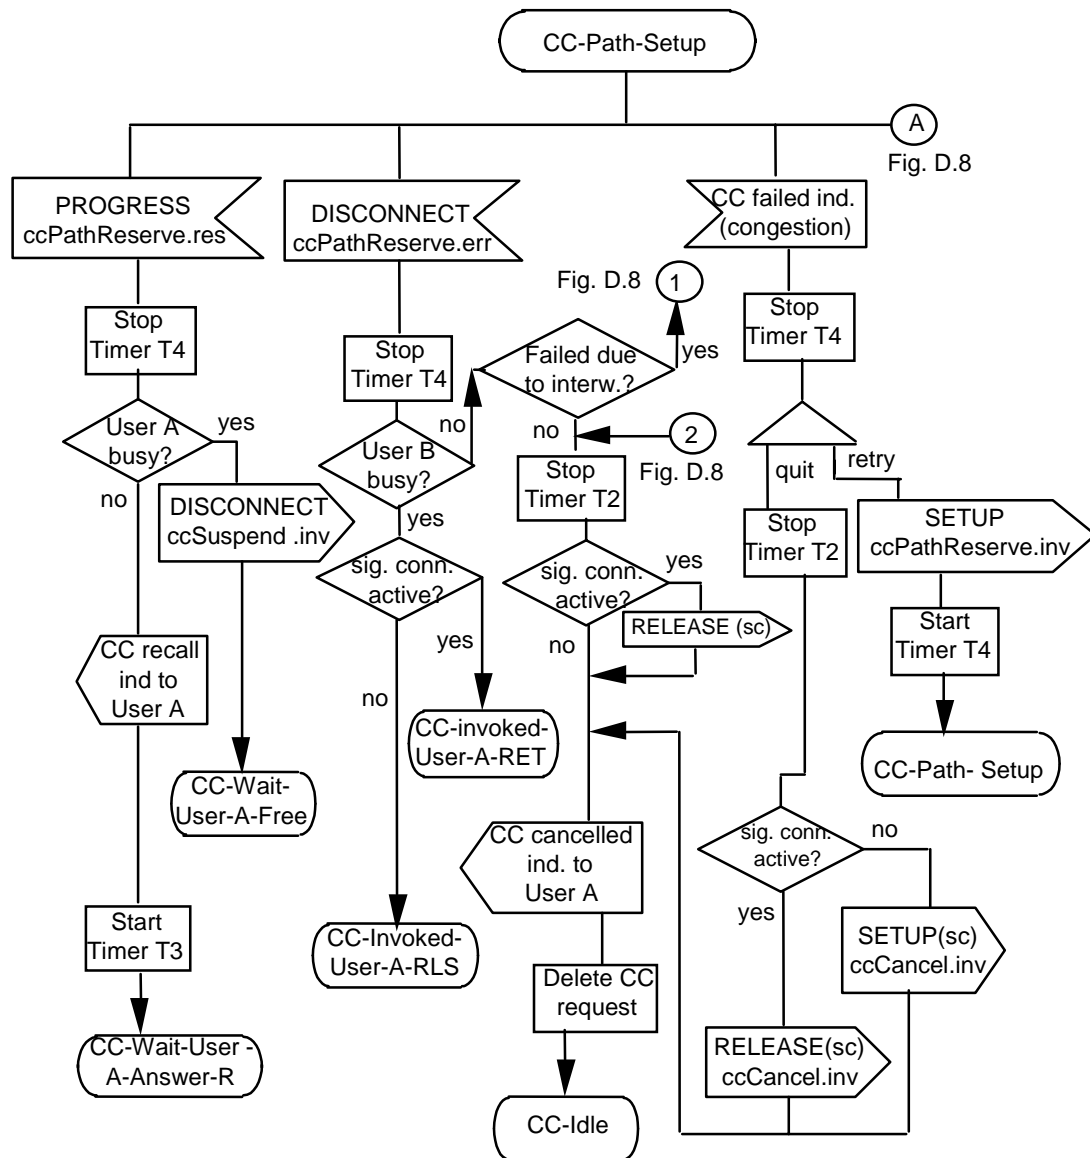 CC-Path-Setup
A
Fig. D.8
PROGRESS
ccPathReserve.res
DISCONNECT
ccPathReserve.err
CC failed ind.
(congestion)
Fig. D.8
1
Stop
Timer T4
Stop
Timer T4
Failed due
to interw.?
yes
Stop
Timer T4
User A
busy?
yes
no
User B
busy?
no
no
2
Fig. D.8
quit
retry
DISCONNECT
ccSuspend .inv
yes
Stop
Timer T2
Stop
Timer T2
SETUP
ccPathReserve.inv
sig. conn.
active?
yes
no
sig. conn.
active?
yes
RELEASE (sc)
no
Start
Timer T4
CC recall
ind to
User A
CC-invoked-
User-A-RET
CC-Path- Setup
CC-Wait-
User-A-Free
CC cancelled
ind. to
User A
sig. conn.
active?
no
yes
Start
Timer T3
CC-Invoked-
User-A-RLS
SETUP(sc)
ccCancel.inv
Delete CC
request
CC-Wait-User -
A-Answer-R
RELEASE(sc)
ccCancel.inv
CC-Idle